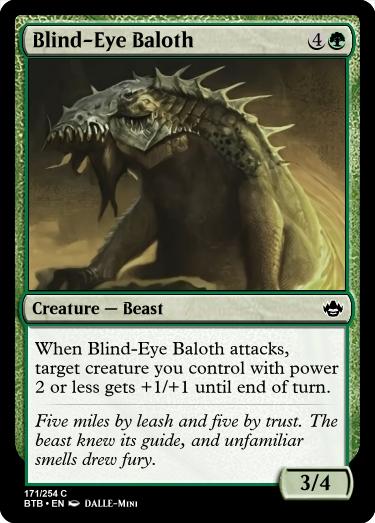 Blind-Eye Baloth 4
Creature — Beast
When Blind-Eye Baloth attacks,
target creature you control with power
2 or less gets +1/+1 until end of turn.
Five miles by leash and five by trust. The
beast knew its guide, and unfamiliar
smells drew fury.
3/4
171/254 C
BTB • EN DALLE-Mini